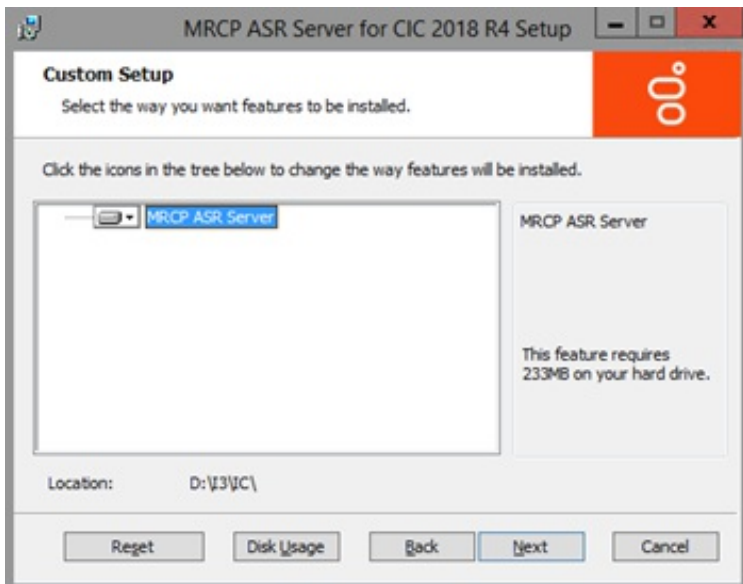 MRCP ASR Server for CIC 2018 R4 Setup
Custom Setup
Select the way you want features to be installed.
Click the icons in the tree below to change the way features will be installed.
MRCP ASR Server
MRCP ASR Server
This feature requires
233MB on your hard drive.
Location: D:\I3\IC\
Reset Disk Usage Back Next Cancel